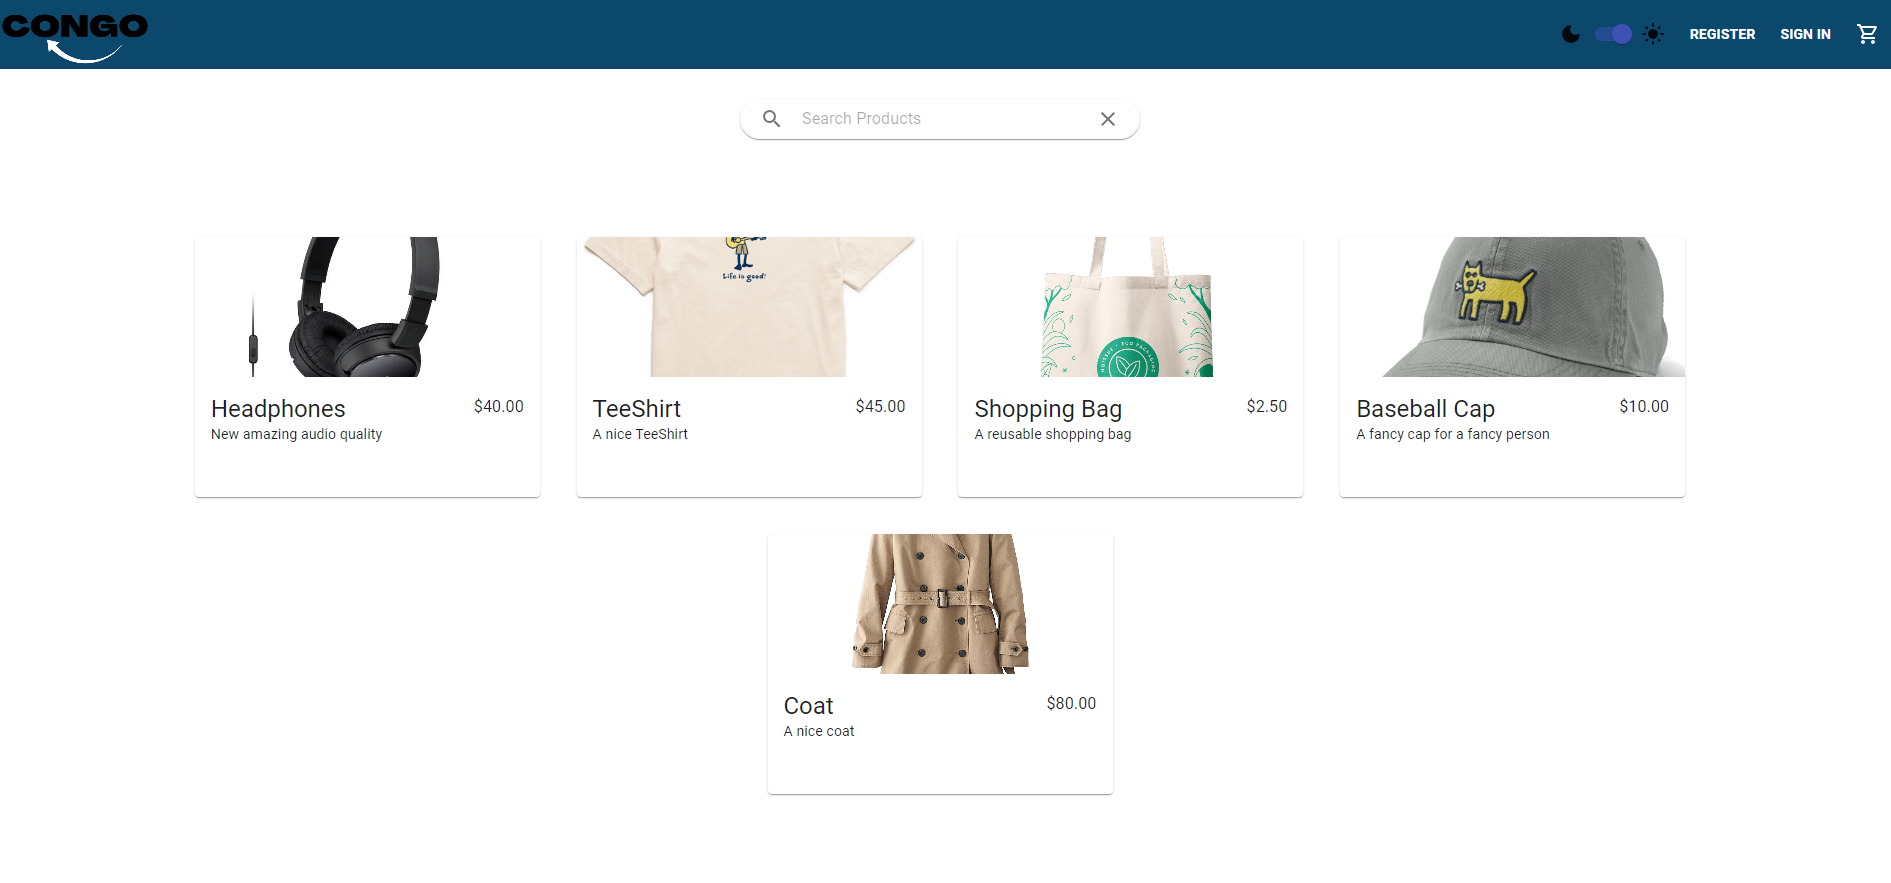 CONGO
REGISTER
SIGN IN
Search Products
Life is good
ECO PACKAGING
Headphones
$40.00
New amazing audio quality
TeeShirt
$45.00
A nice TeeShirt
Shopping Bag
$2.50
A reusable shopping bag
Baseball Cap
$10.00
A fancy cap for a fancy person
Coat
$80.00
A nice coat